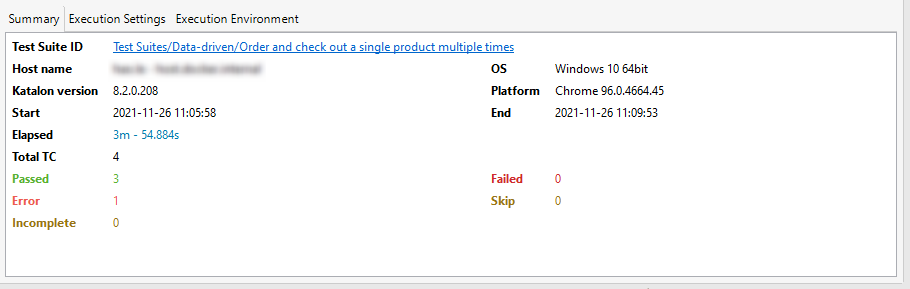 Summary Execution Settings Execution Environment
Test Suite ID Test Suites/Data-driven/Order and check out a single product multiple times
Host name OS Windows 10 64bit
Katalon version 8.2.0.208 Platform Chrome 96.0.4664.45
Start 2021-11-26 11:05:58 End 2021-11-26 11:09:53
Elapsed 3m - 54.884s
Total TC 4
Passed 3 Failed 0
Error 1 Skip 0
Incomplete 0